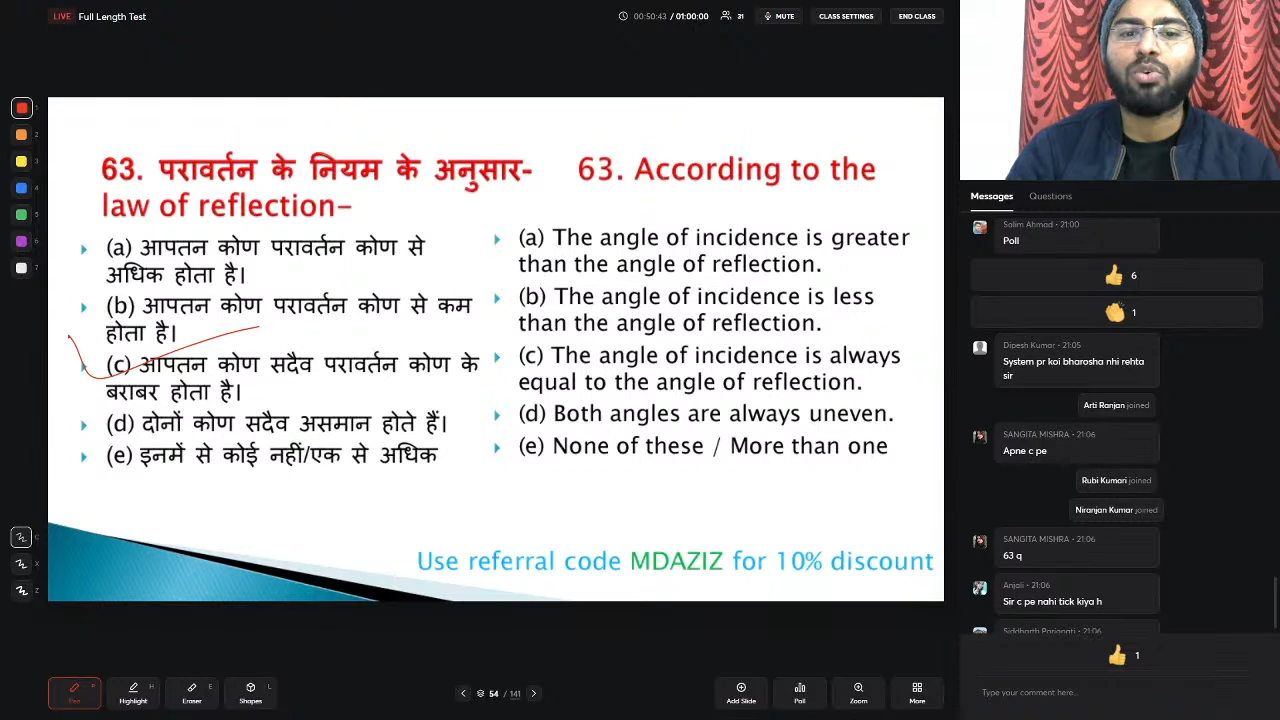 LIVE Full Length Test
00:50:43 / 01:00:00 31 MUTE CLASS SETTINGS END CLASS
63. परावर्तन के नियम के अनुसार- 63. According to the
law of reflection-
(a) आपतन कोण परावर्तन कोण से
अधिक होता है।
(b) आपतन कोण परावर्तन कोण से कम
होता है।
(c) आपतन कोण सदैव परावर्तन कोण के
बराबर होता है।
(d) दोनों कोण सदैव असमान होते हैं।
(e) इनमें से कोई नहीं/एक से अधिक
(a) The angle of incidence is greater
than the angle of reflection.
(b) The angle of incidence is less
than the angle of reflection.
(c) The angle of incidence is always
equal to the angle of reflection.
(d) Both angles are always uneven.
(e) None of these / More than one
Use referral code MDAZIZ for 10% discount
1
2
3
4
5
6
7
C
X
Z
Pen P
Highlight H
Eraser E
Shapes L
54 / 141
Add Slide
Poll
Zoom
More
Messages Questions
Salim Ahmad • 21:00
Poll
6
1
Dipesh Kumar • 21:05
System pr koi bharosha nhi rehta
sir
Arti Ranjan joined
SANGITA MISHRA • 21:06
Apne c pe
Rubi Kumari joined
Niranjan Kumar joined
SANGITA MISHRA • 21:06
63 q
Anjali • 21:06
Sir c pe nahi tick kiya h
1
Type your comment here...